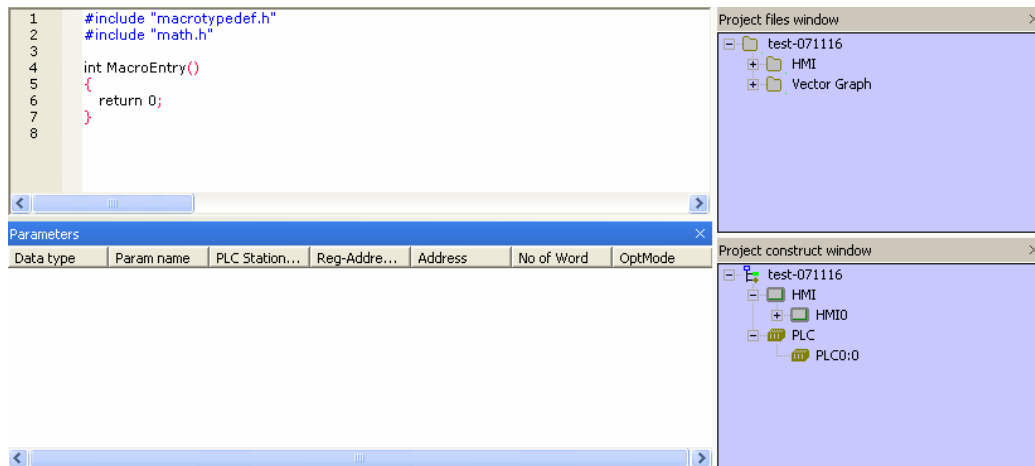 1 #include "macrotypedef.h"
2 #include "math.h"
3
4 int MacroEntry()
5 {
6 return 0;
7 }
8
Parameters
Data type Param name PLC Station... Reg-Addre... Address No of Word OptMode
Project files window
test-071116
HMI
Vector Graph
Project construct window
test-071116
HMI
HMI0
PLC
PLC0:0